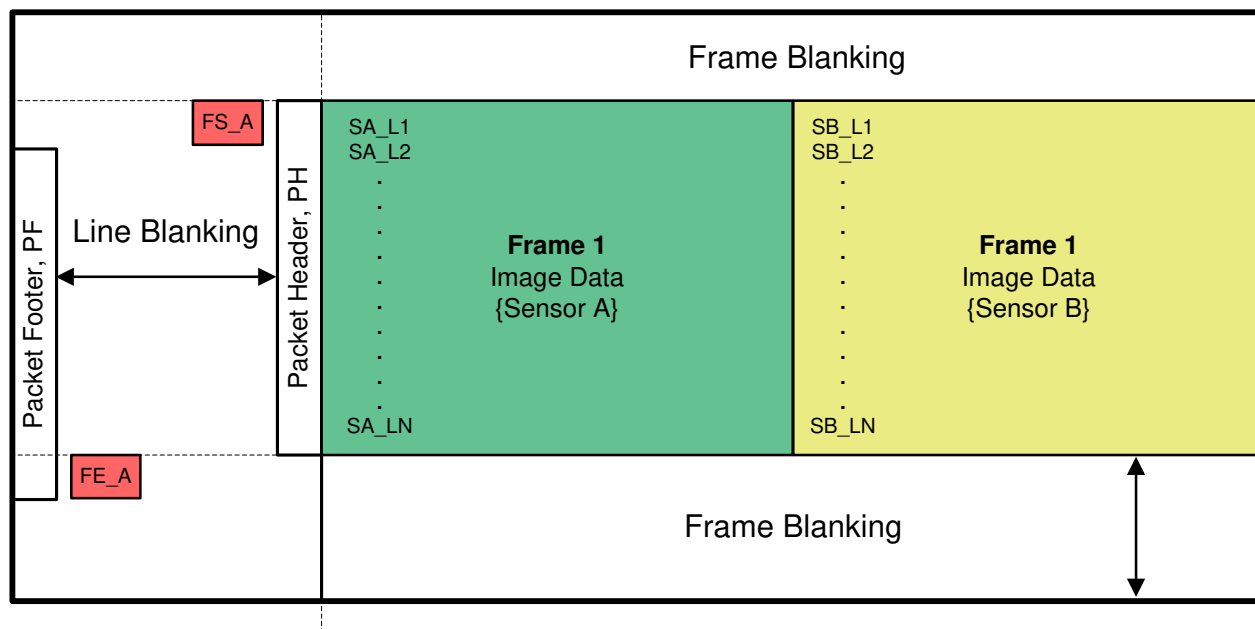 Frame Blanking
FS_A
Packet Footer, PF
Line Blanking
Packet Header, PH
SA_L1
SA_L2
.
.
.
.
.
.
.
.
.
.
SA_LN
Frame 1
Image Data
{Sensor A}
SB_L1
SB_L2
.
.
.
.
.
.
.
.
.
.
SB_LN
Frame 1
Image Data
{Sensor B}
FE_A
Frame Blanking